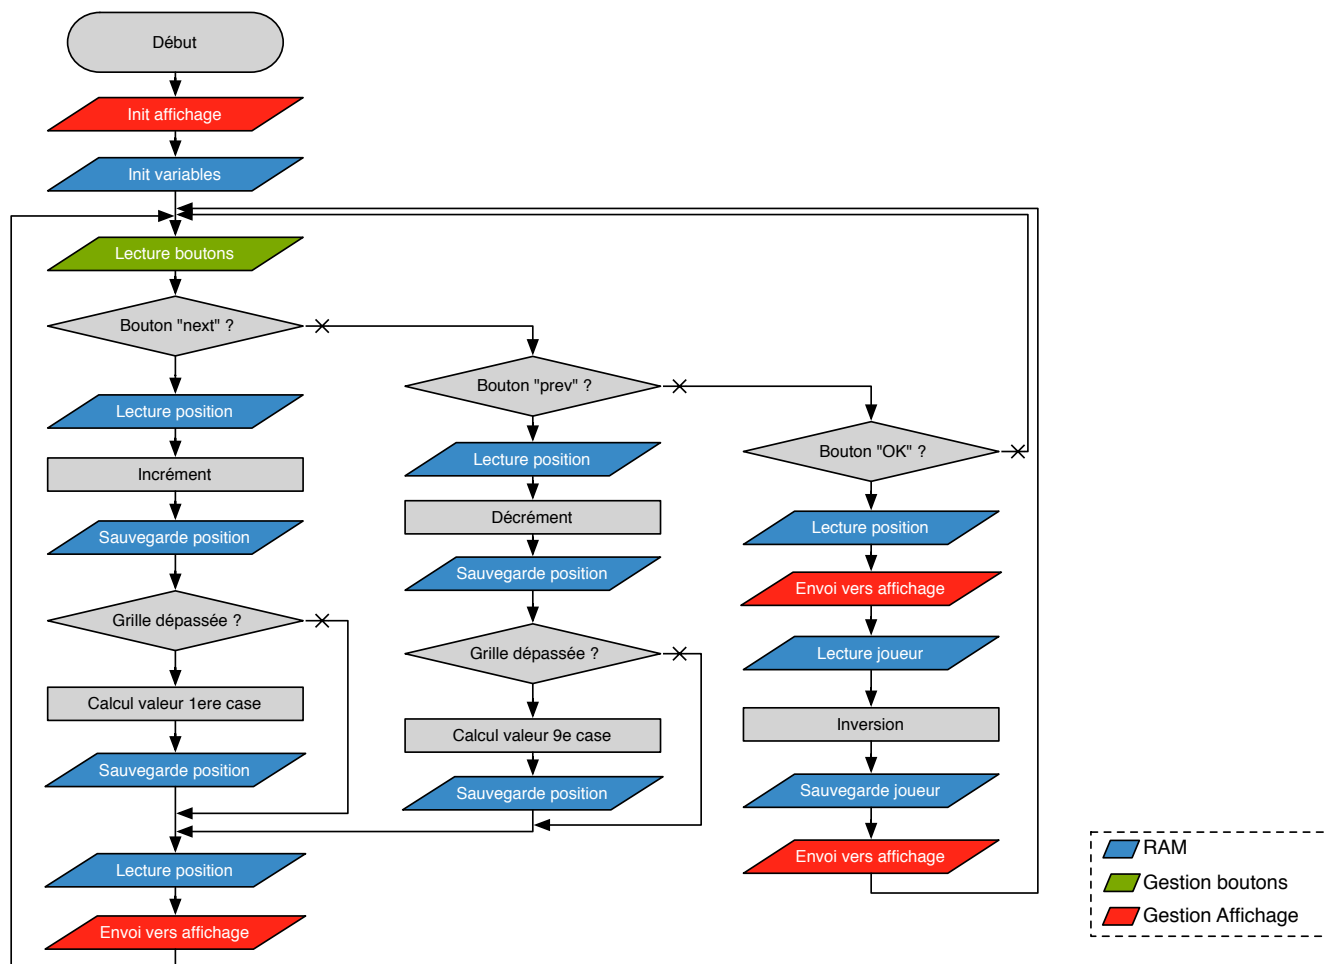 Début
Init affichage
Init variables
Lecture boutons
Bouton "next" ?
Lecture position
Incrément
Sauvegarde position
Grille dépassée ?
Calcul valeur 1ere case
Sauvegarde position
Lecture position
Envoi vers affichage
Bouton "prev" ?
Lecture position
Décrément
Sauvegarde position
Grille dépassée ?
Calcul valeur 9e case
Sauvegarde position
Bouton "OK" ?
Lecture position
Envoi vers affichage
Lecture joueur
Inversion
Sauvegarde joueur
Envoi vers affichage
RAM
Gestion boutons
Gestion Affichage